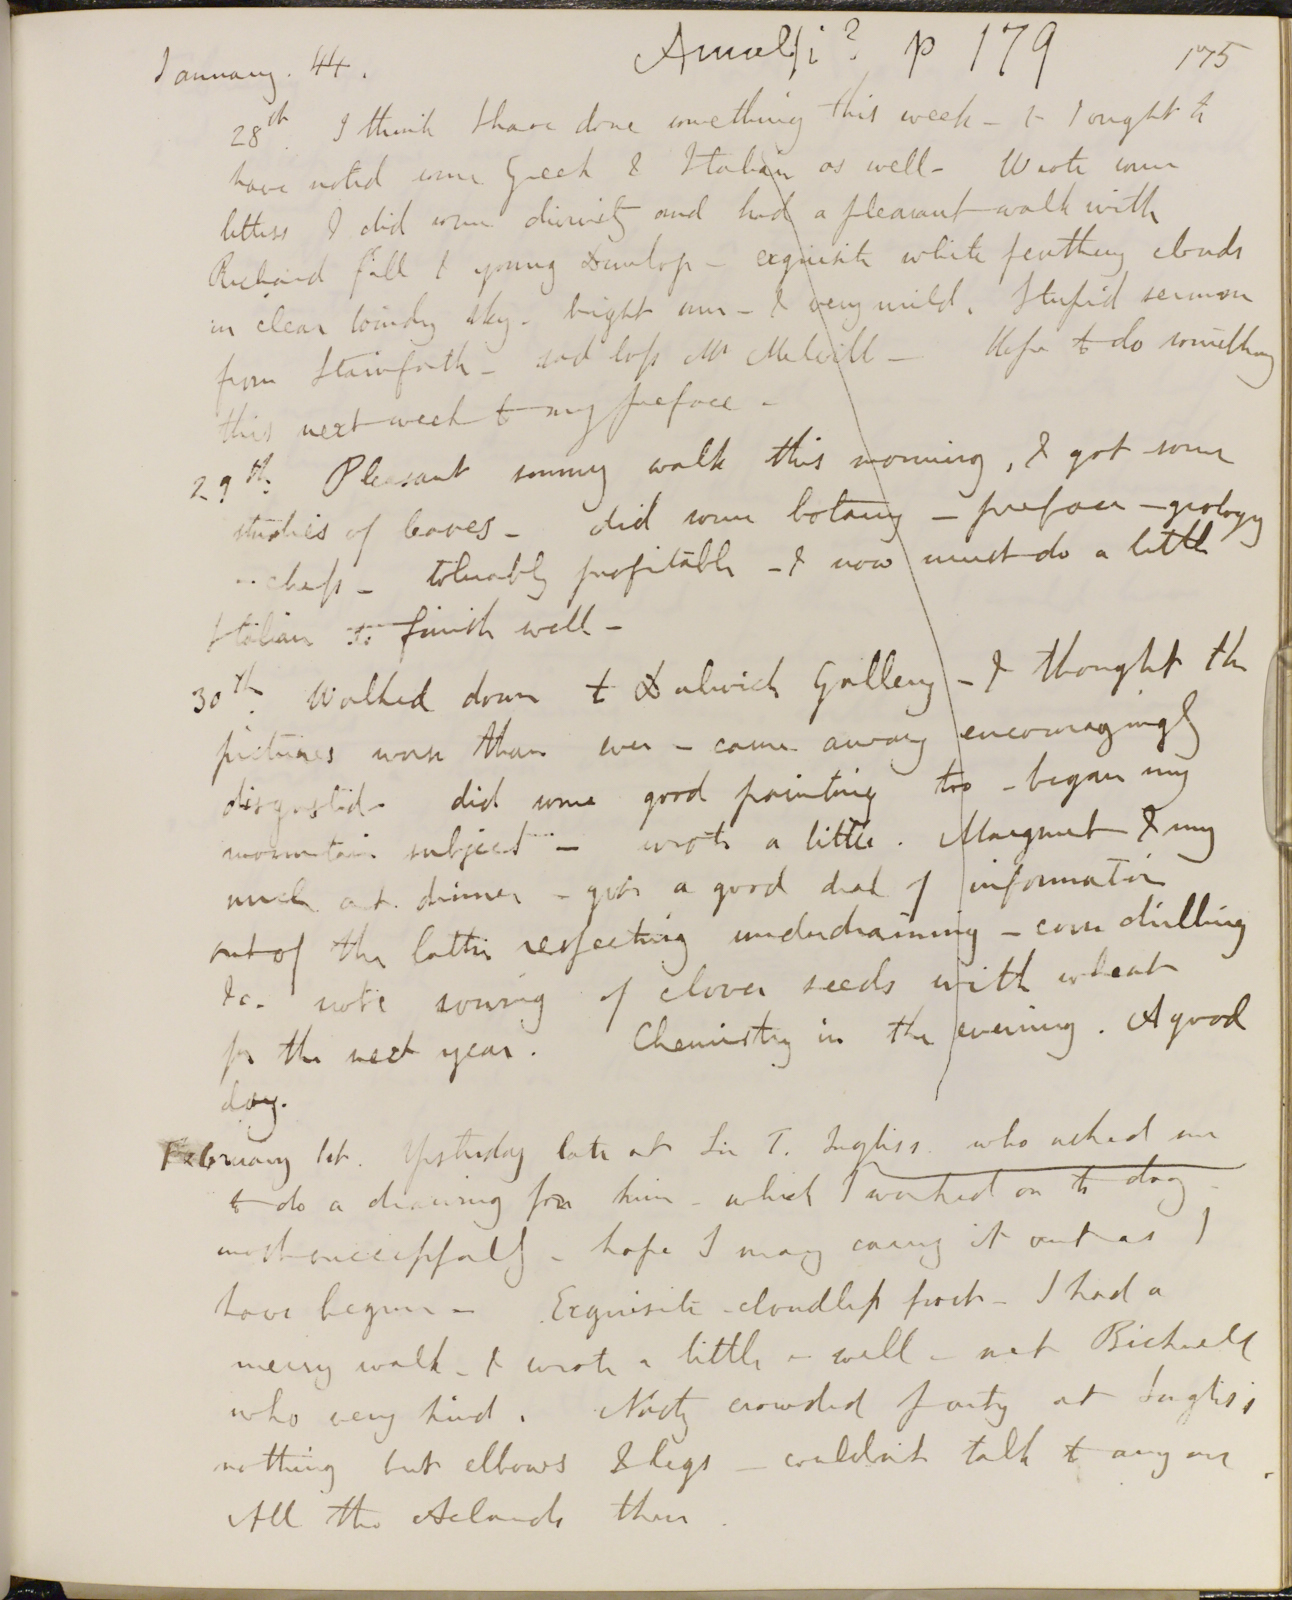 January. 44.
Amalfi? p 179
175
28th. I think I have done something this week - & I ought to
have noted some Greek & Italian as well - Wrote some
letters & did some divinity and had a pleasant walk with
Richard Fall & young Dunlop - exquisite white feathery clouds
in clear windy sky - bright sun - & very mild. Stupid sermon
from Stainforth - sad loss Mr Melvill - Hope to do something
this next week to my preface -
29th. Pleasant sunny walk this morning, & got some
studies of leaves - did some botany - preface - geology
- chess - tolerably profitable - & now must do a little
Italian to finish well -
30th. Walked down to Dulwich Gallery - & thought the
pictures worse than ever - came away encouragingly
disgusted - did some good painting too - began my
mountain subject - wrote a little. Margaret & my
uncle at dinner - got a good deal of information
out of the latter respecting underdraining - corn drilling
&c. note sowing of clover seeds with wheat
for the next year. Chemistry in the evening. A good
day.
February 1st. Yesterday late at Sir T. Ingliss who asked me
to do a drawing for him - which I worked on to day -
most successfully - hope I may carry it out as I
have begun - Exquisite cloudless frost - I had a
merry walk - & wrote a little - well - met Bicknell
who very kind. Nasty crowded party at Inglis's
nothing but elbows & legs - couldn't talk to any one.
All the Aclands there.